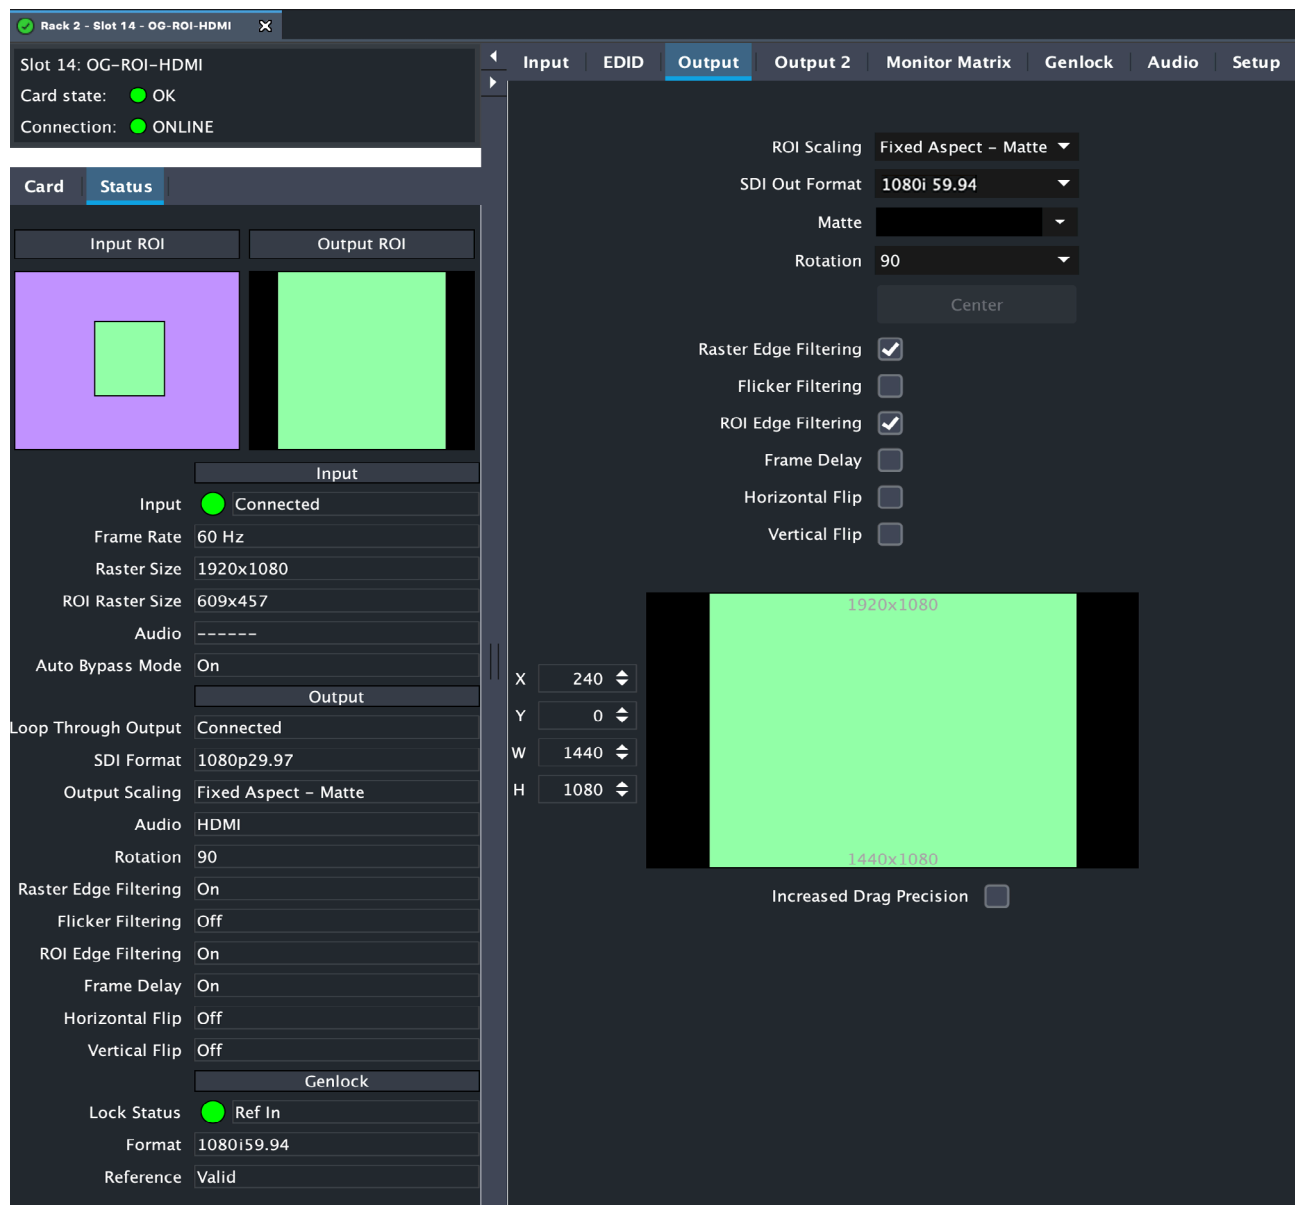 Rack 2 - Slot 14 - OG-ROI-HDMI
Slot 14: OG-ROI-HDMI
Card state: OK
Connection: ONLINE
Card Status
Input ROI Output ROI
Input
Input Connected
Frame Rate 60 Hz
Raster Size 1920x1080
ROI Raster Size 609x457
Audio ------
Auto Bypass Mode On
Output
Loop Through Output Connected
SDI Format 1080p29.97
Output Scaling Fixed Aspect - Matte
Audio HDMI
Rotation 90
Raster Edge Filtering On
Flicker Filtering Off
ROI Edge Filtering On
Frame Delay On
Horizontal Flip Off
Vertical Flip Off
Genlock
Lock Status Ref In
Format 1080i59.94
Reference Valid
Input EDID Output Output 2 Monitor Matrix Genlock Audio Setup
ROI Scaling Fixed Aspect - Matte
SDI Out Format 1080i 59.94
Matte
Rotation 90
Center
Raster Edge Filtering
Flicker Filtering
ROI Edge Filtering
Frame Delay
Horizontal Flip
Vertical Flip
1920x1080
X 240
Y 0
W 1440
H 1080
1440x1080
Increased Drag Precision